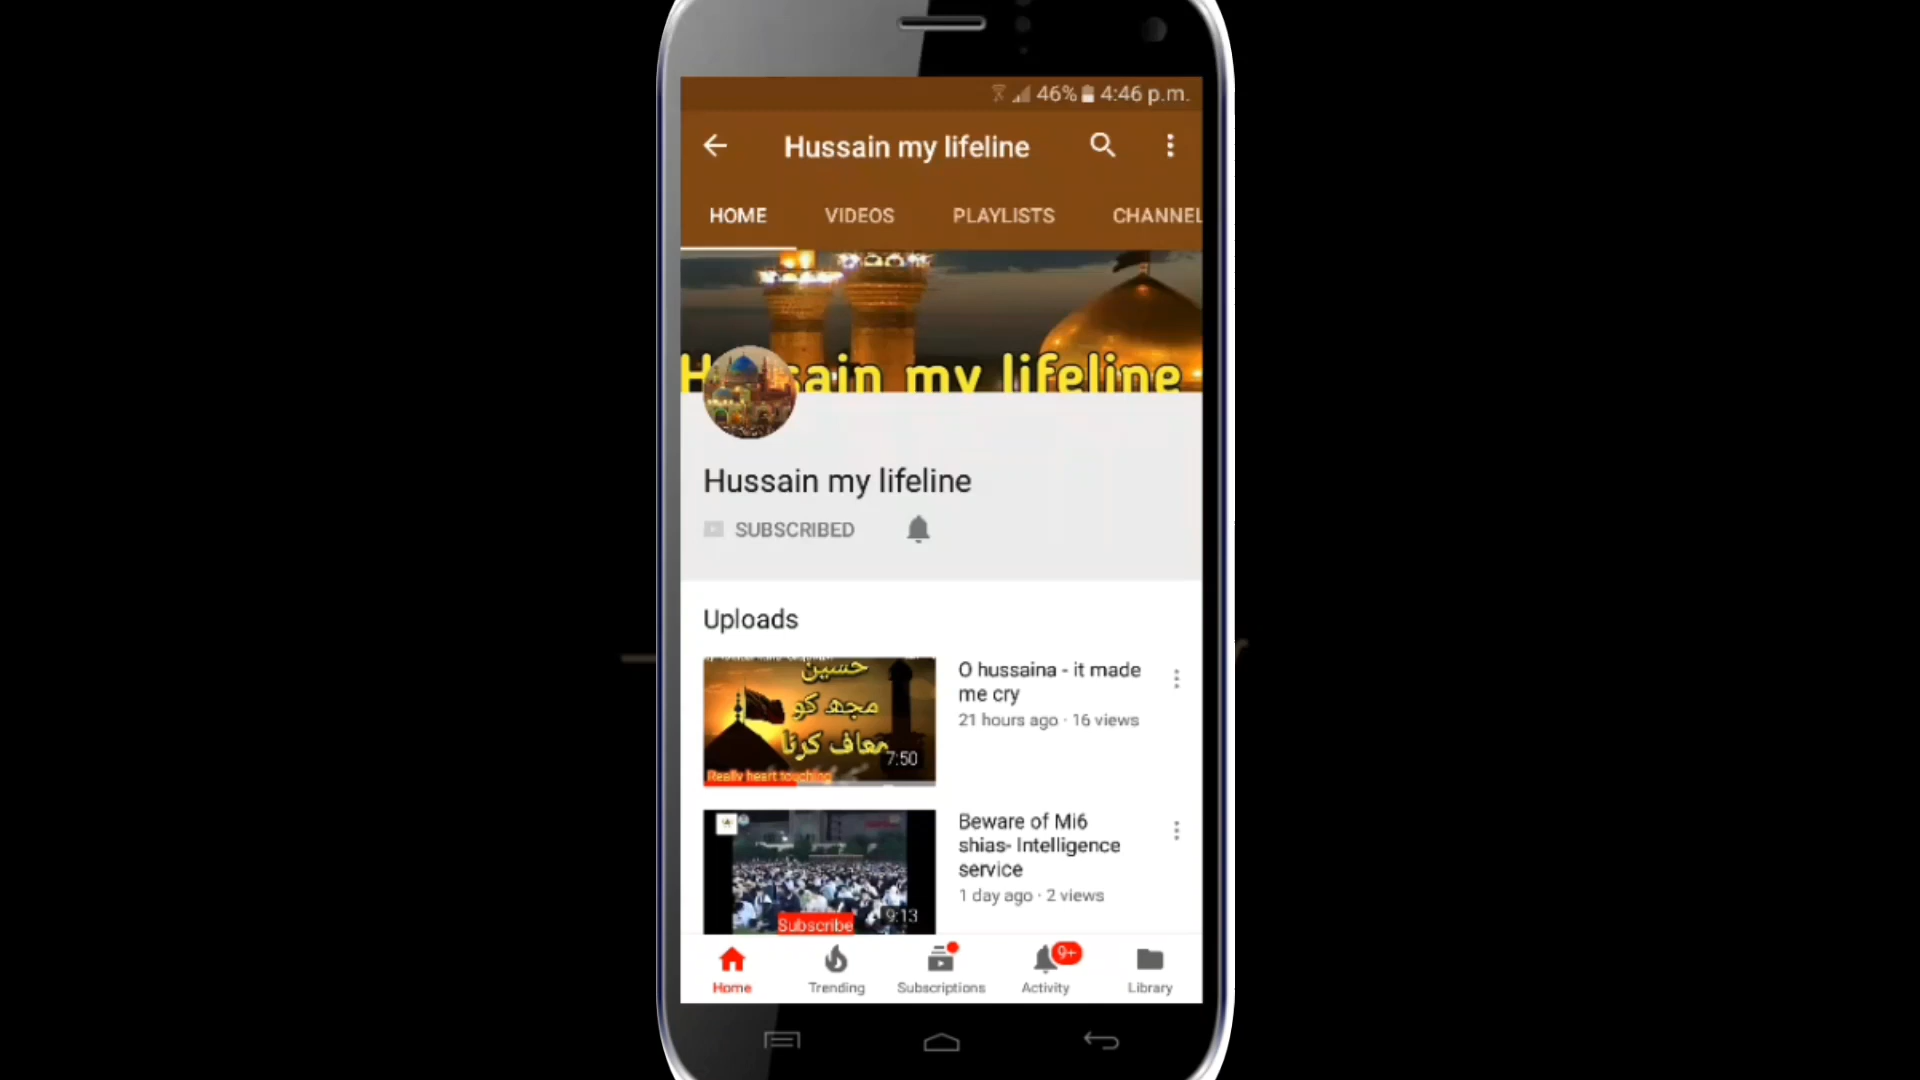 46% 4:46 p.m.
Hussain my lifeline
HOME VIDEOS PLAYLISTS CHANNEL
sain my lifeline
Hussain my lifeline
SUBSCRIBED
Uploads
حسین
مجھ کو
معاف کرنا
7:50
Really heart touching
O hussaina - it made
me cry
21 hours ago · 16 views
Beware of Mi6
shias- Intelligence
service
1 day ago · 2 views
9:13
Subscribe
9+
Home Trending Subscriptions Activity Library